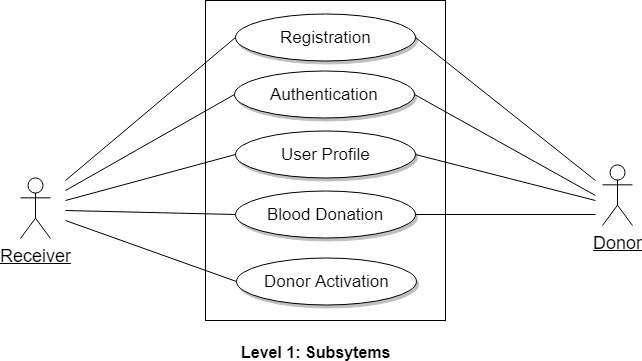 Registration
Authentication
User Profile
Blood Donation
Donor Activation
Receiver
Donor
Level 1: Subsytems